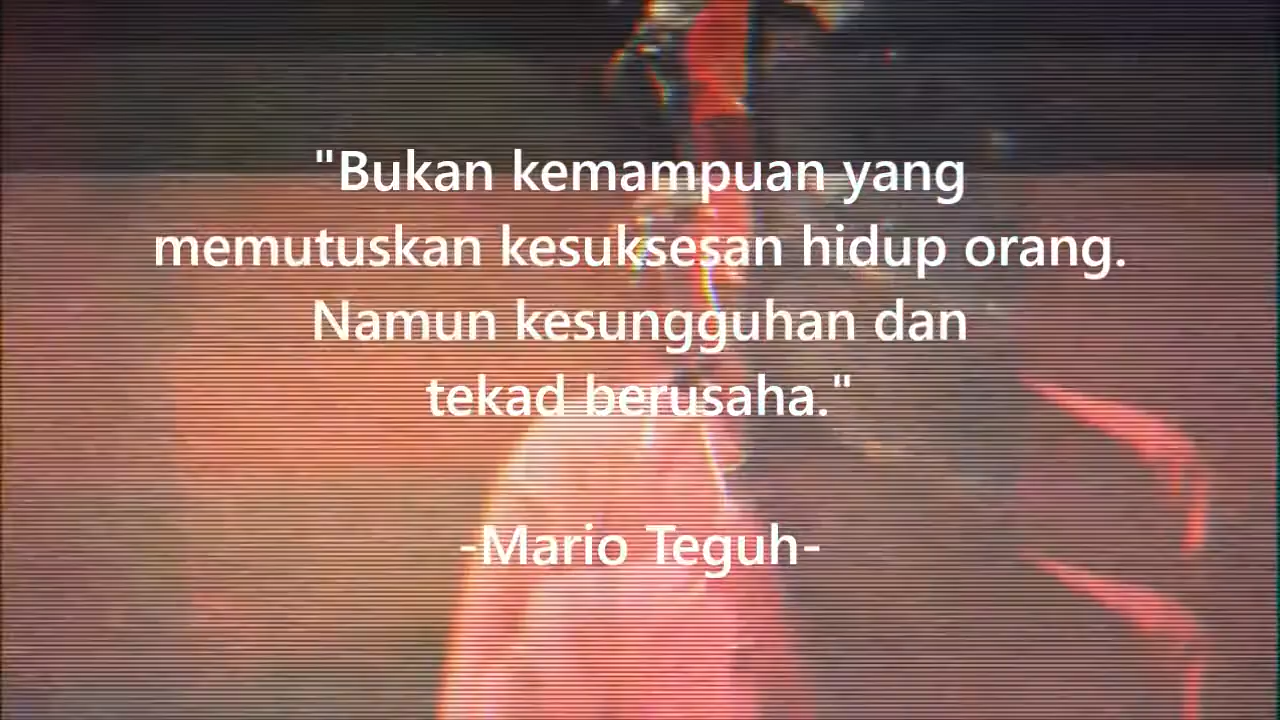 "Bukan kemampuan yang
memutuskan kesuksesan hidup orang.
Namun kesungguhan dan
tekad berusaha."
-Mario Teguh-